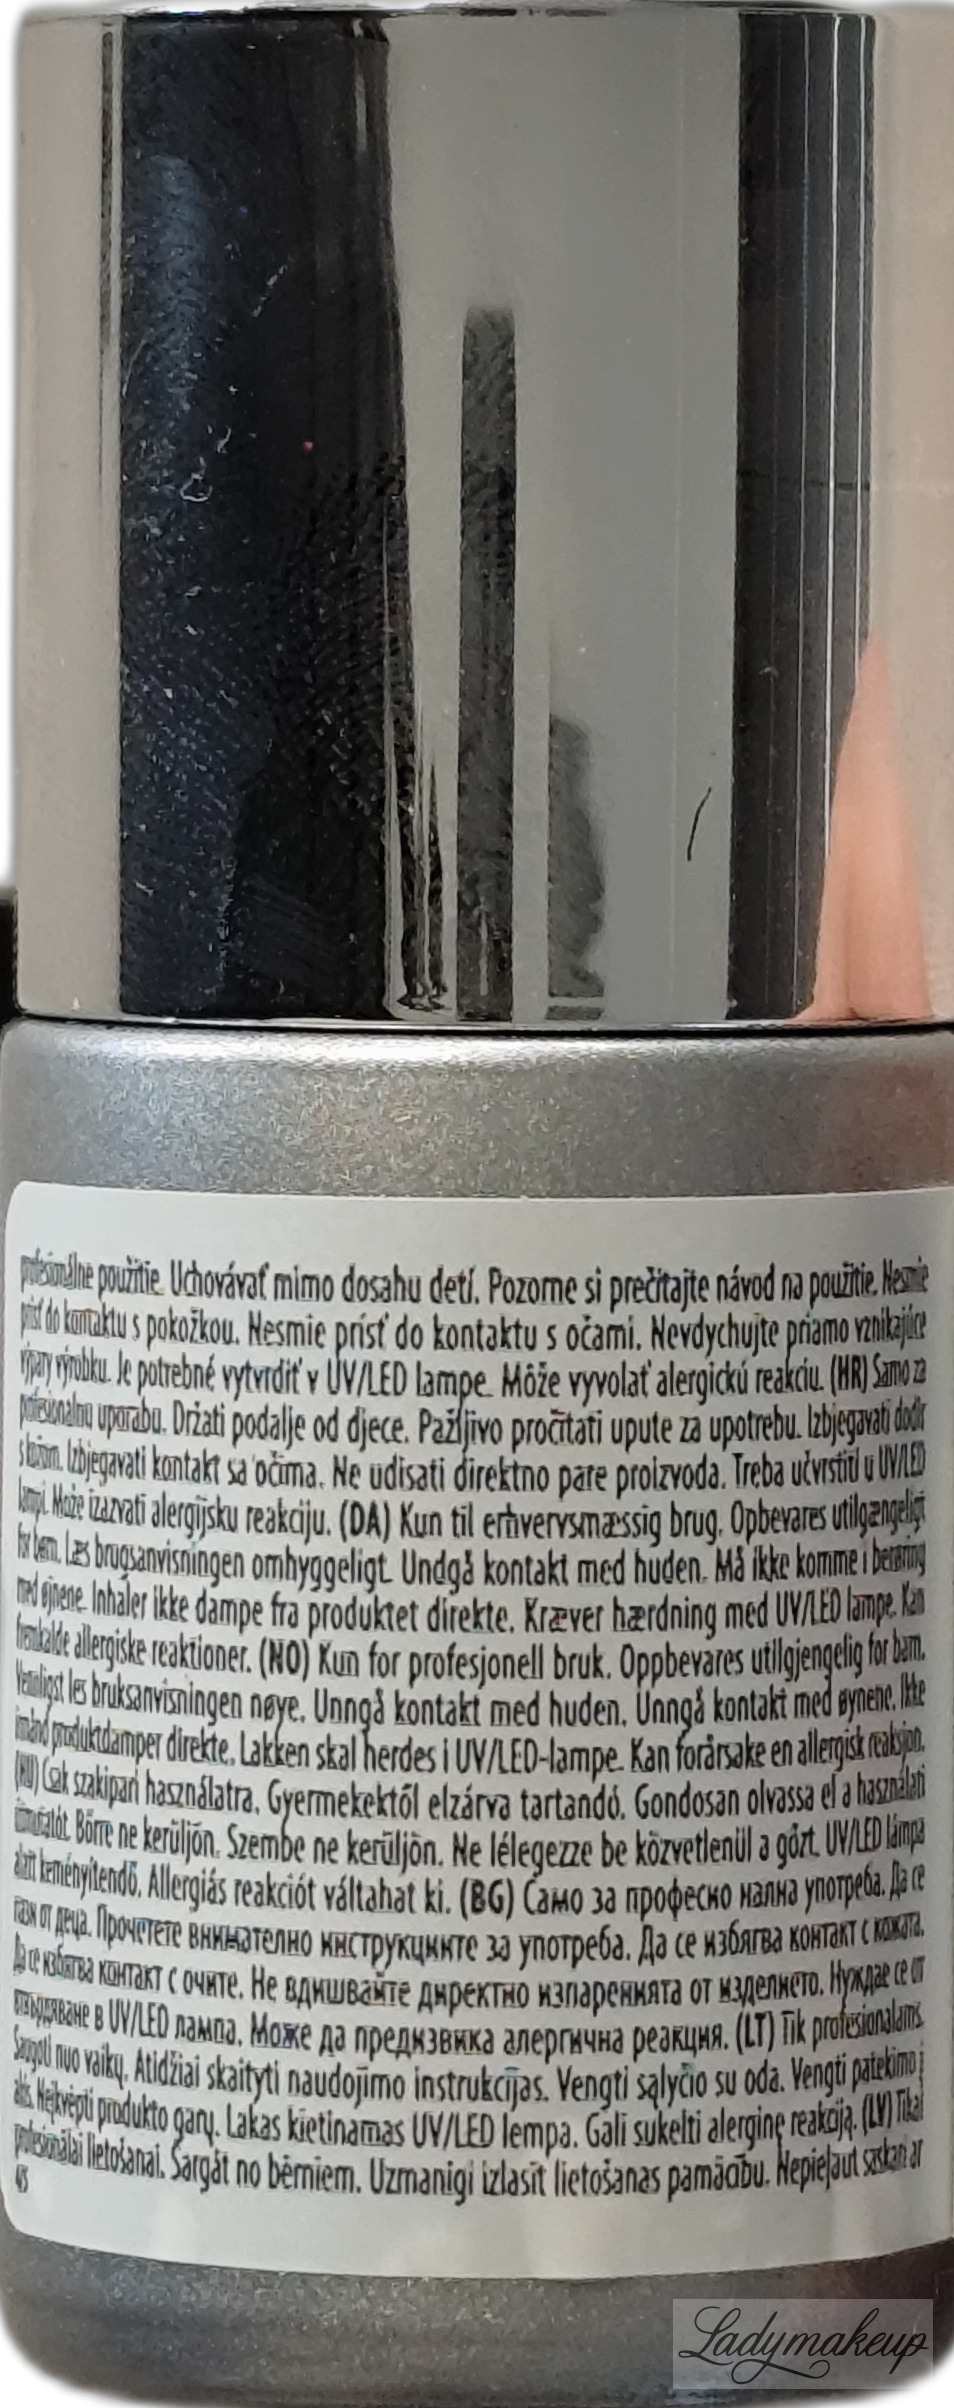 profesionálne použitie. Uchovávať mimo dosahu detí. Pozorne si prečítajte návod na použitie. Nesmie
prísť do kontaktu s pokožkou. Nesmie prísť do kontaktu s očami. Nevdychujte priamo vznikajúce
výpary výrobku. Je potrebné vytvrdiť v UV/LED lampe. Môže vyvolať alergickú reakciu. (HR) Samo za
profesionalnu uporabu. Držati podalje od djece. Pažljivo pročitati upute za upotrebu. Izbjegavati dodir
s kožom. Izbjegavati kontakt sa očima. Ne udisati direktno pare proizvoda. Treba učvrstiti u UV/LED
lampi. Može izazvati alergijsku reakciju. (DA) Kun til erhvervsmæssig brug. Opbevares utilgængeligt
for børn. Læs brugsanvisningen omhyggeligt. Undgå kontakt med huden. Må ikke komme i berøring
med øjnene. Inhaler ikke dampe fra produktet direkte. Kræver hærdning med UV/LED lampe. Kan
fremkalde allergiske reaktioner. (NO) Kun for profesjonell bruk. Oppbevares utilgjengelig for barn.
Vennligst les bruksanvisningen nøye. Unngå kontakt med huden. Unngå kontakt med øynene. Ikke
innånd produktdamper direkte. Lakken skal herdes i UV/LED-lampe. Kan forårsake en allergisk reaksjon.
(HU) Csak szakipari használatra. Gyermekektől elzárva tartandó. Gondosan olvassa el a használati
útmutatót. Bőrre ne kerüljön. Szembe ne kerüljön. Ne lélegezze be közvetlenül a gőzt. UV/LED lámpa
alatt keményítendő. Allergiás reakciót váltahat ki. (BG) Само за професио нална употреба. Да се
пази от деца. Прочетете внимателно инструкциите за употреба. Да се избягва контакт с кожата.
Да се избягва контакт с очите. Не вдишвайте директно изпаренията от изделието. Нуждае се от
втвърдяване в UV/LED лампа. Може да предизвика алергична реакция. (LT) Tik profesionalams.
Saugoti nuo vaikų. Atidžiai skaityti naudojimo instrukcijas. Vengti sąlyčio su oda. Vengti patekimo į
akis. Neįkvėpti produkto garų. Lakas kietinamas UV/LED lempa. Gali sukelti alerginę reakciją. (LV) Tikai
profesionālai lietošanai. Sargāt no bērniem. Uzmanīgi izlasīt lietošanas pamācību. Nepieļaut saskari ar
4/5
Ladymakeup